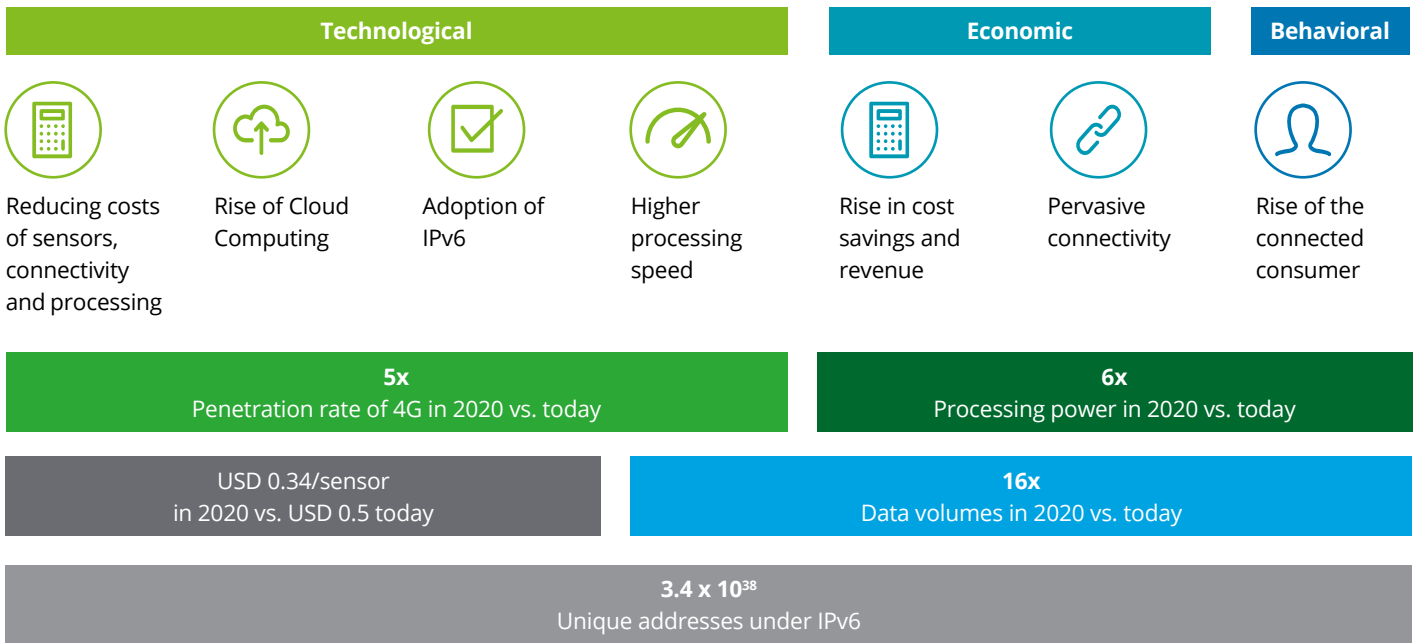 Technological
Economic
Behavioral
Reducing costs
of sensors,
connectivity
and processing
Rise of Cloud
Computing
Adoption of
IPv6
Higher
processing
speed
Rise in cost
savings and
revenue
Pervasive
connectivity
Rise of the
connected
consumer
5x
Penetration rate of 4G in 2020 vs. today
6x
Processing power in 2020 vs. today
USD 0.34/sensor
in 2020 vs. USD 0.5 today
16x
Data volumes in 2020 vs. today
3.4 x 10³⁸
Unique addresses under IPv6